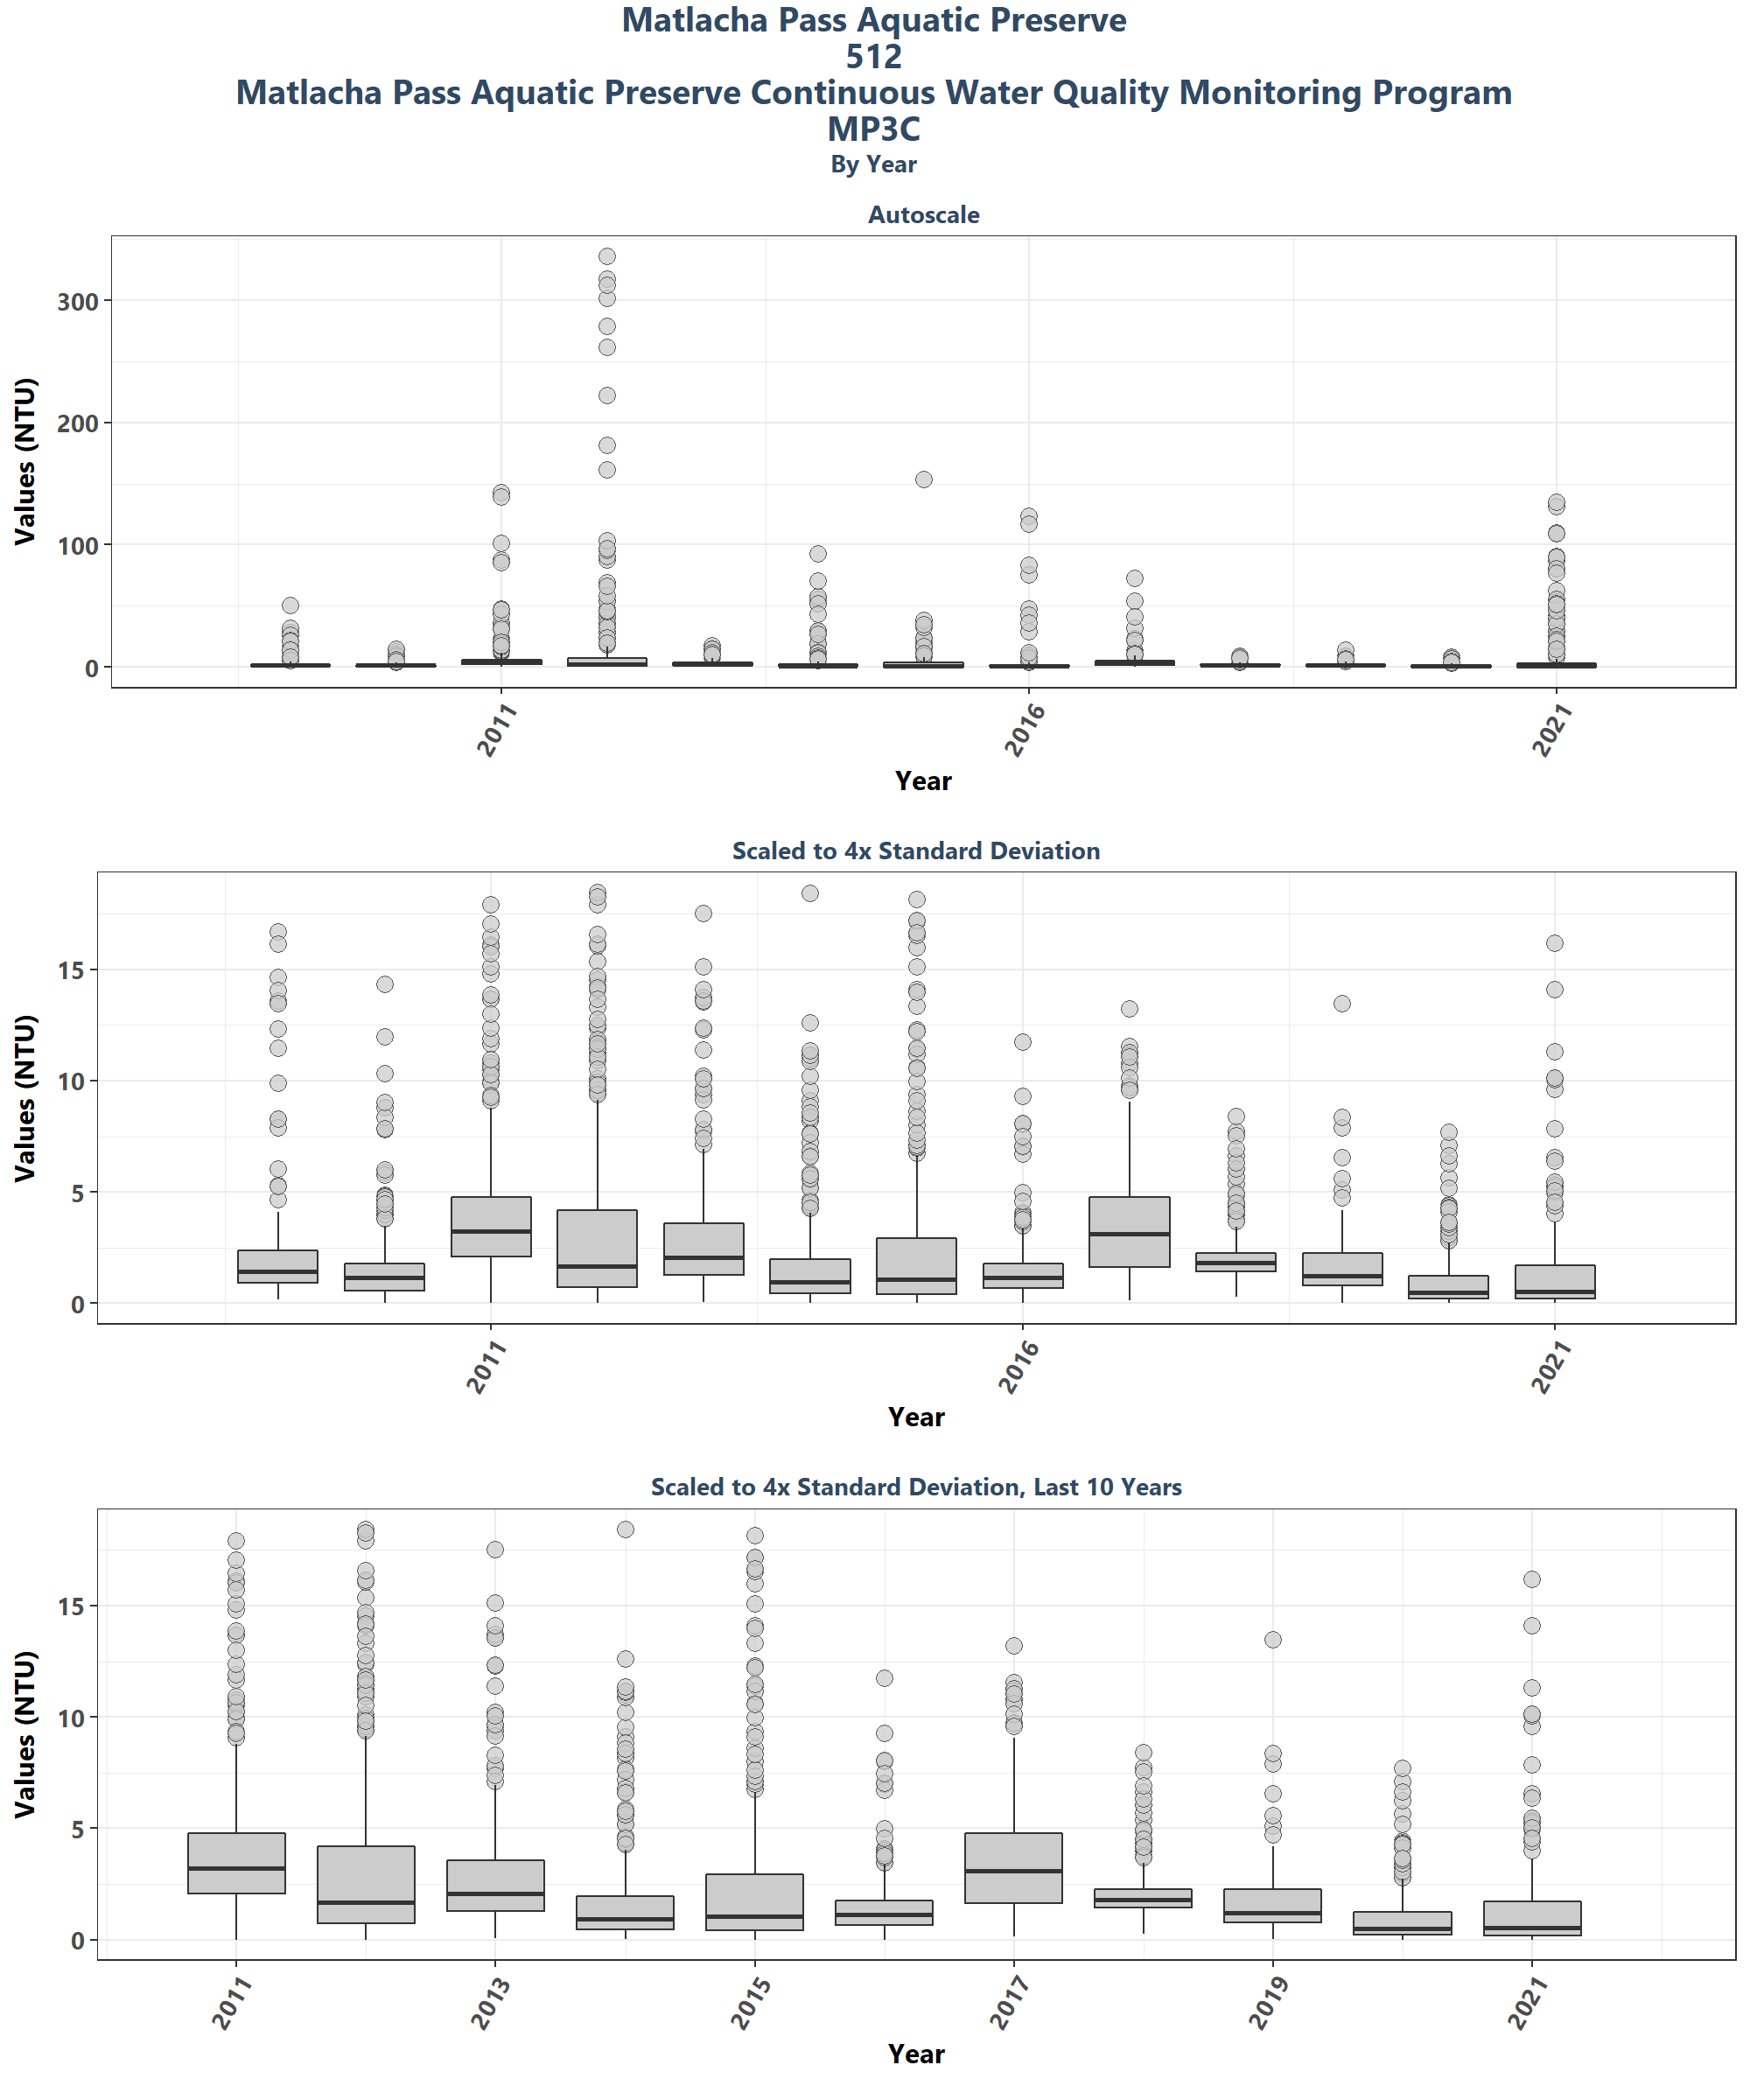 Matlacha Pass Aquatic Preserve
512
Matlacha Pass Aquatic Preserve Continuous Water Quality Monitoring Program
MP3C
By Year
Autoscale
Values (NTU)
300
200
100
0
2011
2016
2021
Year
Scaled to 4x Standard Deviation
Values (NTU)
15
10
5
0
2011
2016
2021
Year
Scaled to 4x Standard Deviation, Last 10 Years
Values (NTU)
15
10
5
0
2011
2013
2015
2017
2019
2021
Year